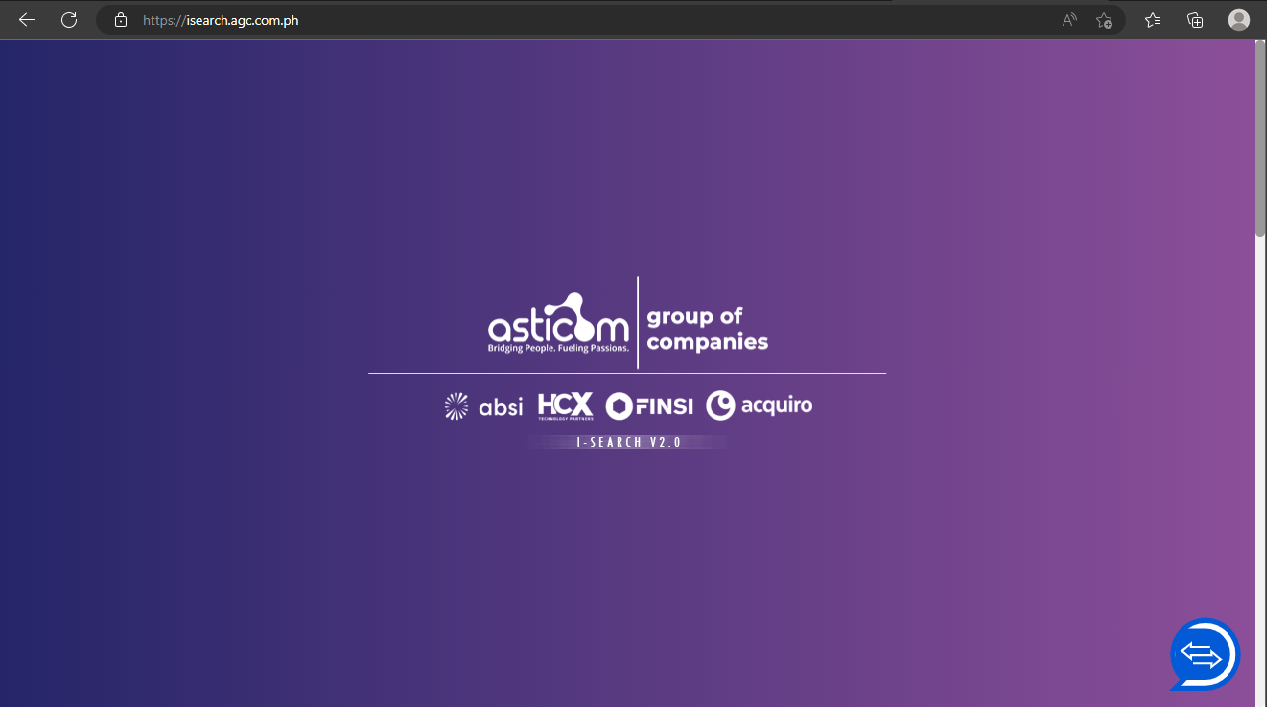 https://isearch.agc.com.ph
asticom
Bridging People. Fueling Passions.
group of
companies
absi HCX FINSI acquiro
TECHNOLOGY PARTNERS
I-SEARCH V2.0